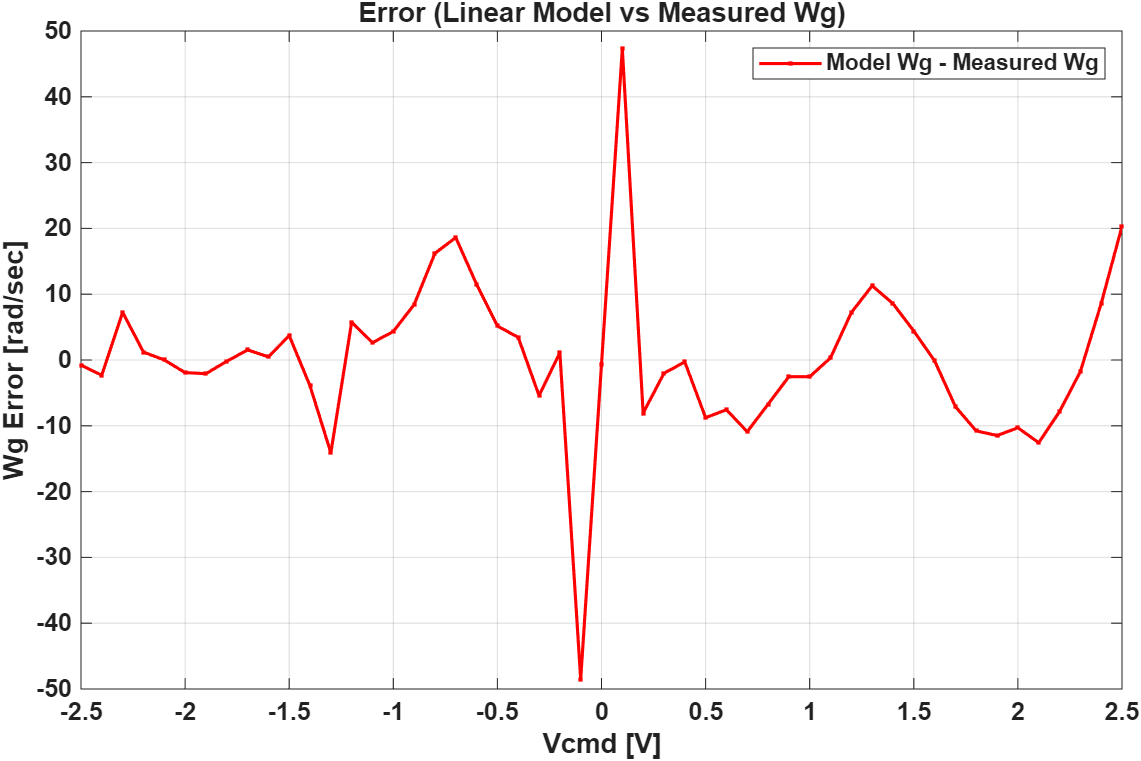 Error (Linear Model vs Measured Wg)
Model Wg - Measured Wg
Wg Error [rad/sec]
50
40
30
20
10
0
-10
-20
-30
-40
-50
-2.5 -2 -1.5 -1 -0.5 0 0.5 1 1.5 2 2.5
Vcmd [V]